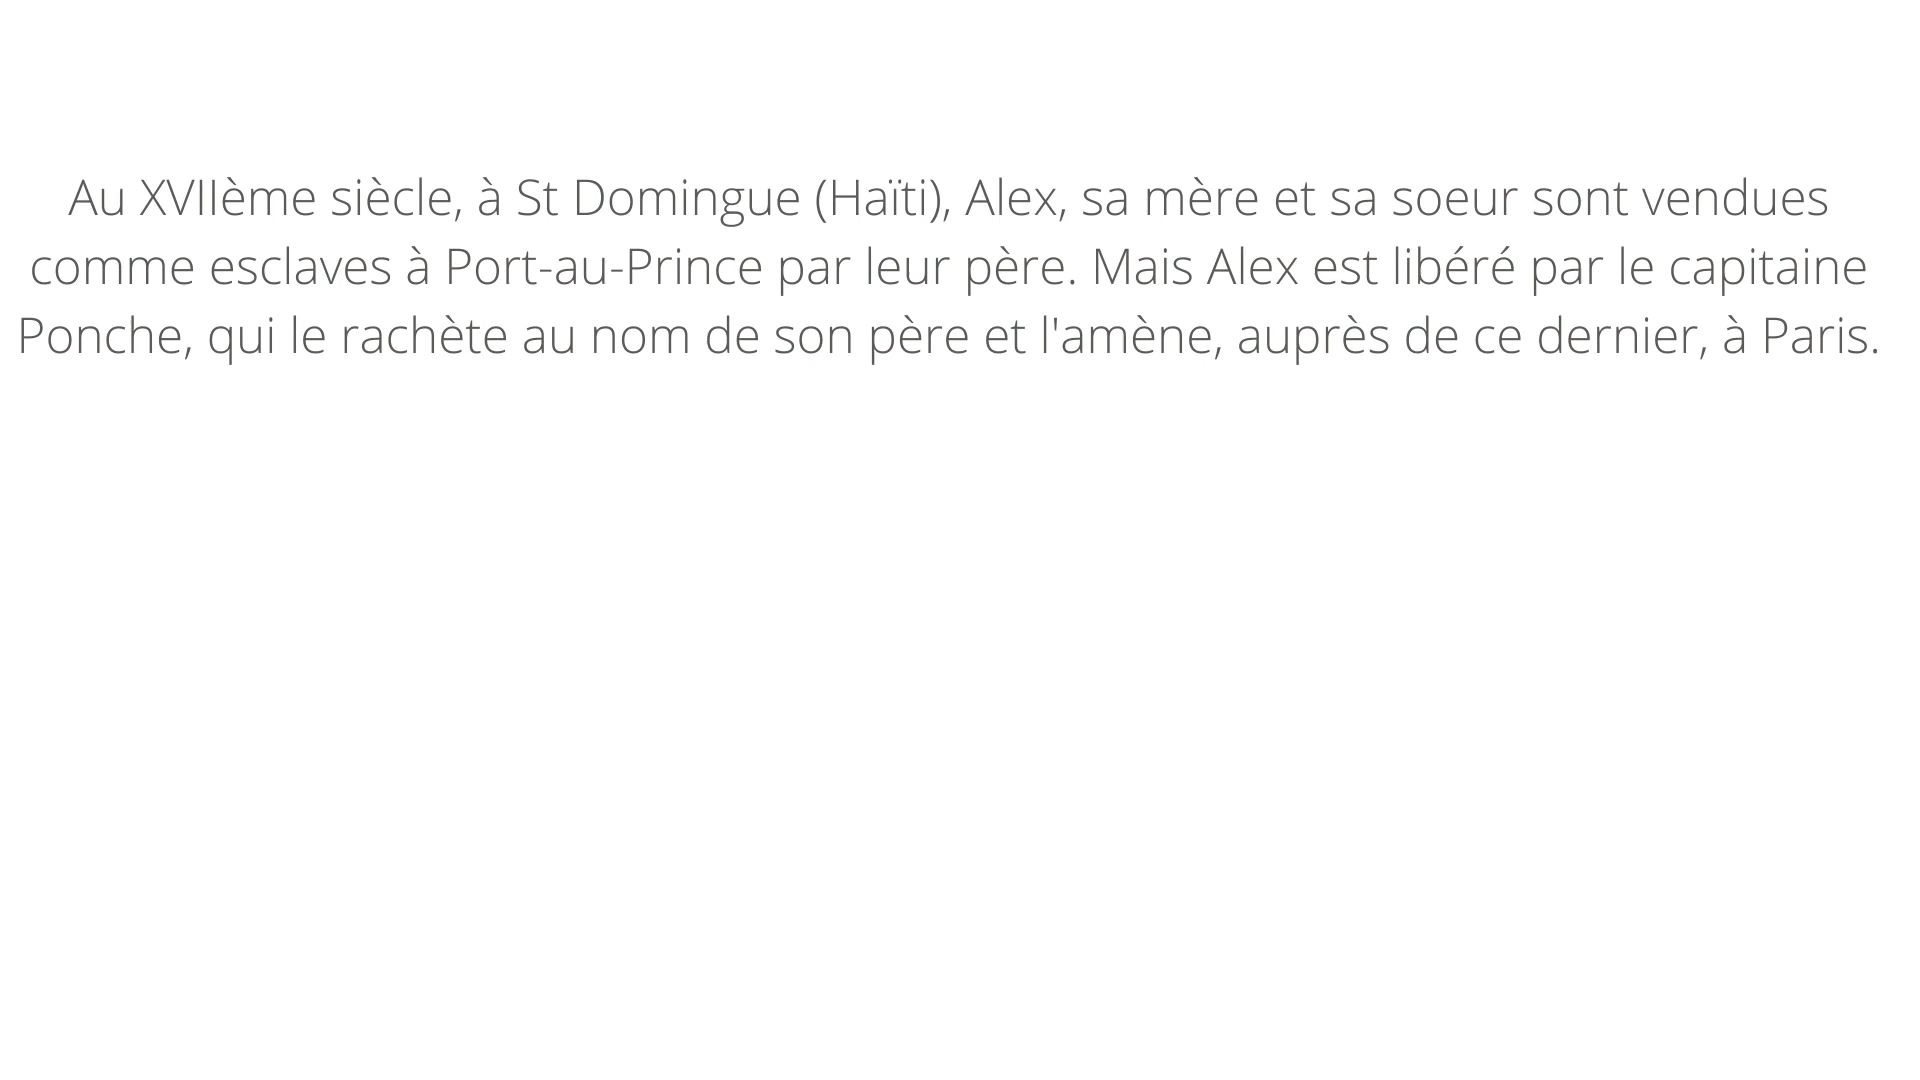 Au XVIIème siècle, à St Domingue (Haïti), Alex, sa mère et sa soeur sont vendues
comme esclaves à Port-au-Prince par leur père. Mais Alex est libéré par le capitaine
Ponche, qui le rachète au nom de son père et l'amène, auprès de ce dernier, à Paris.